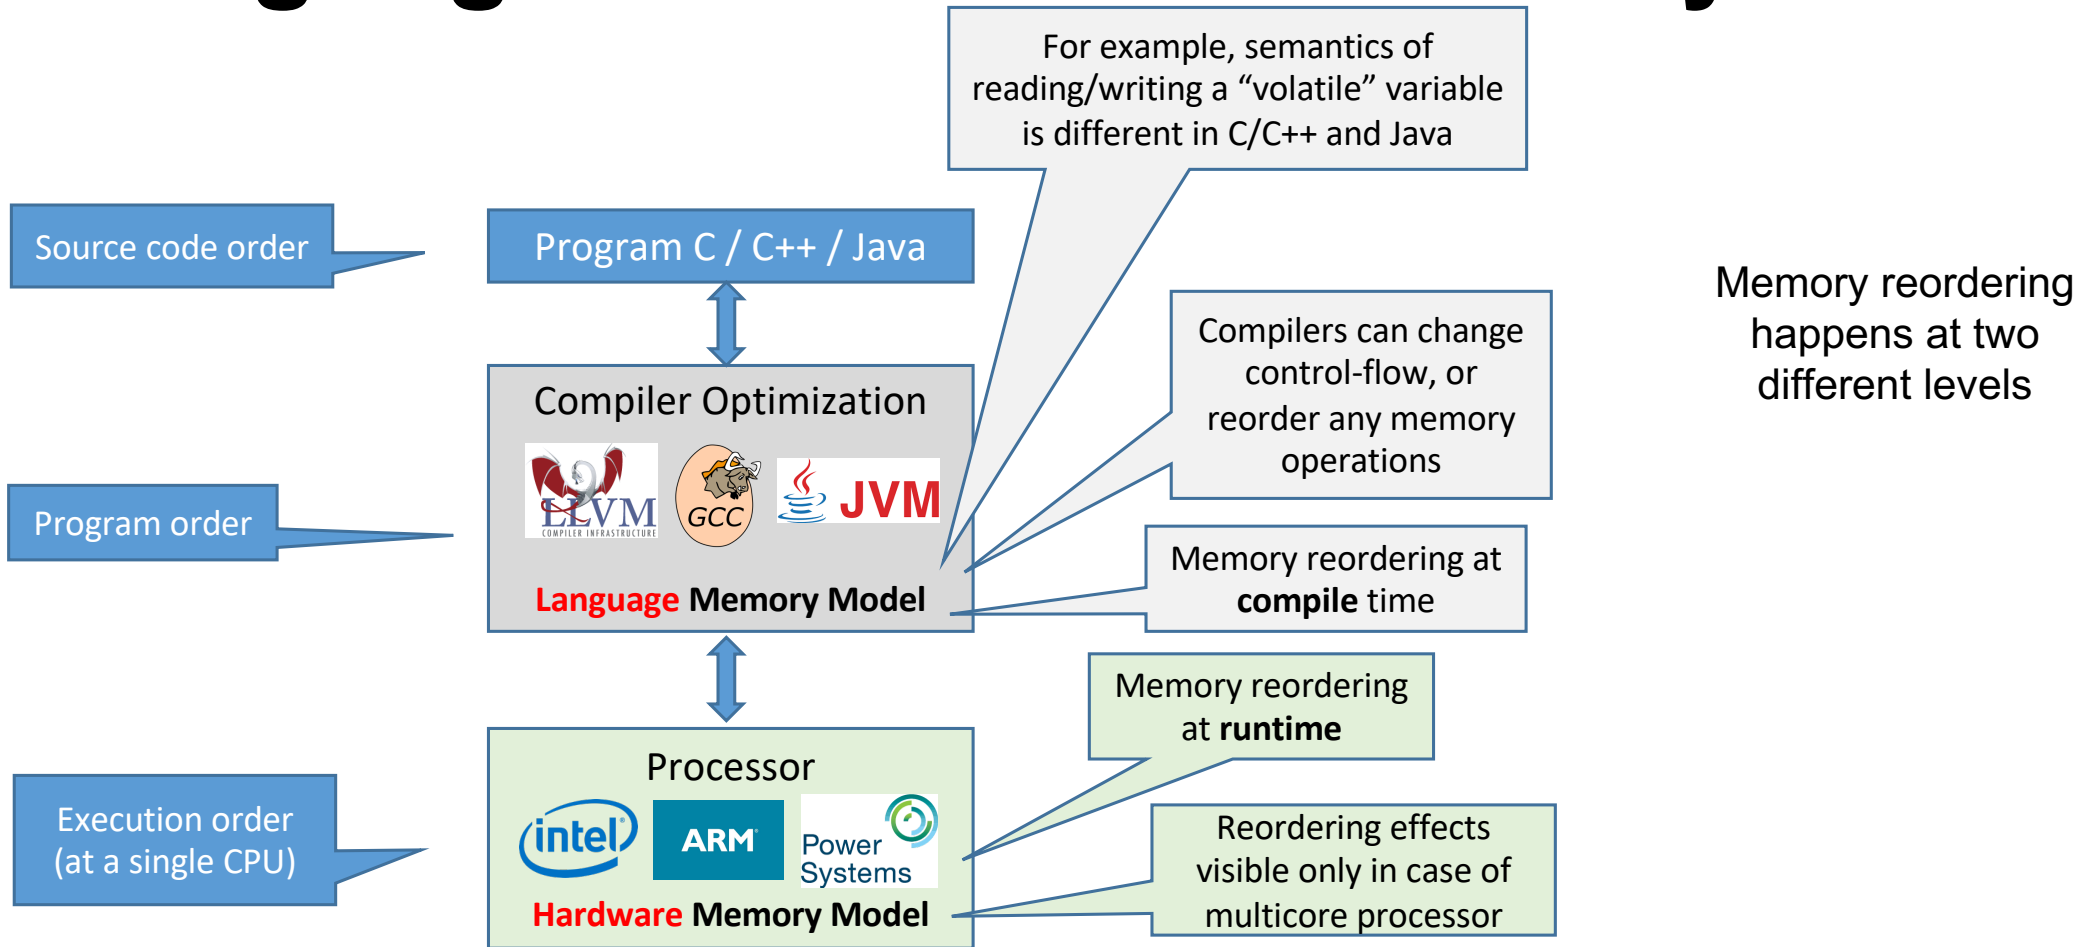 For example, semantics of
reading/writing a “volatile” variable
is different in C/C++ and Java
Source code order
Program C / C++ / Java
Memory reordering
happens at two
different levels
Compilers can change
control-flow, or
reorder any memory
operations
Compiler Optimization
LLVM
COMPILER INFRASTRUCTURE
GCC
JVM
Program order
Language Memory Model
Memory reordering at
compile time
Memory reordering
at runtime
Processor
Execution order
(at a single CPU)
intel
ARM
Power
Systems
Hardware Memory Model
Reordering effects
visible only in case of
multicore processor